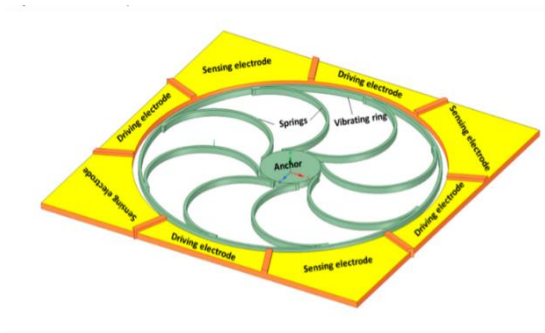 Sensing electrode
Driving electrode
Driving electrode
Springs
Vibrating ring
Sensing electrode
Anchor
Sensing electrode
Driving electrode
Driving electrode
Sensing electrode